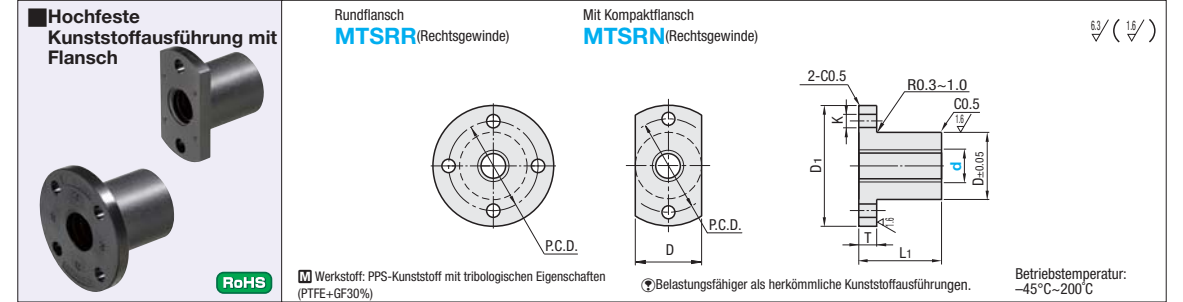 Hochfeste
Kunststoffausführung mit
Flansch
RoHS
Rundflansch
MTSRR(Rechtsgewinde)
Mit Kompaktflansch
MTSRN(Rechtsgewinde)
6.3 ( 1.6 )
P.C.D.
P.C.D.
D
2-C0.5
R0.3~1.0
C0.5
1.6
K
D1
d
D±0.05
1.6
T
L1
M Werkstoff: PPS-Kunststoff mit tribologischen Eigenschaften
(PTFE+GF30%)
Belastungsfähiger als herkömmliche Kunststoffausführungen.
Betriebstemperatur:
–45°C~200°C